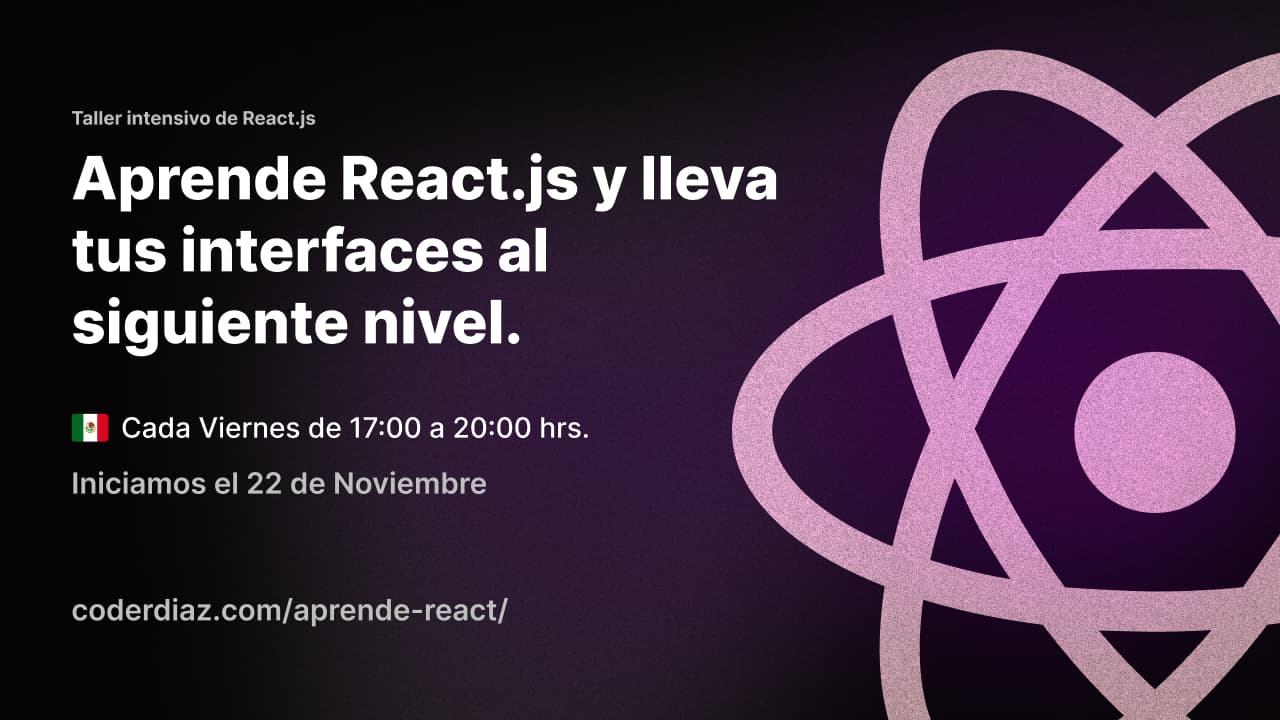 Taller intensivo de React.js
Aprende React.js y lleva
tus interfaces al
siguiente nivel.
Cada Viernes de 17:00 a 20:00 hrs.
Iniciamos el 22 de Noviembre
coderdiaz.com/aprende-react/